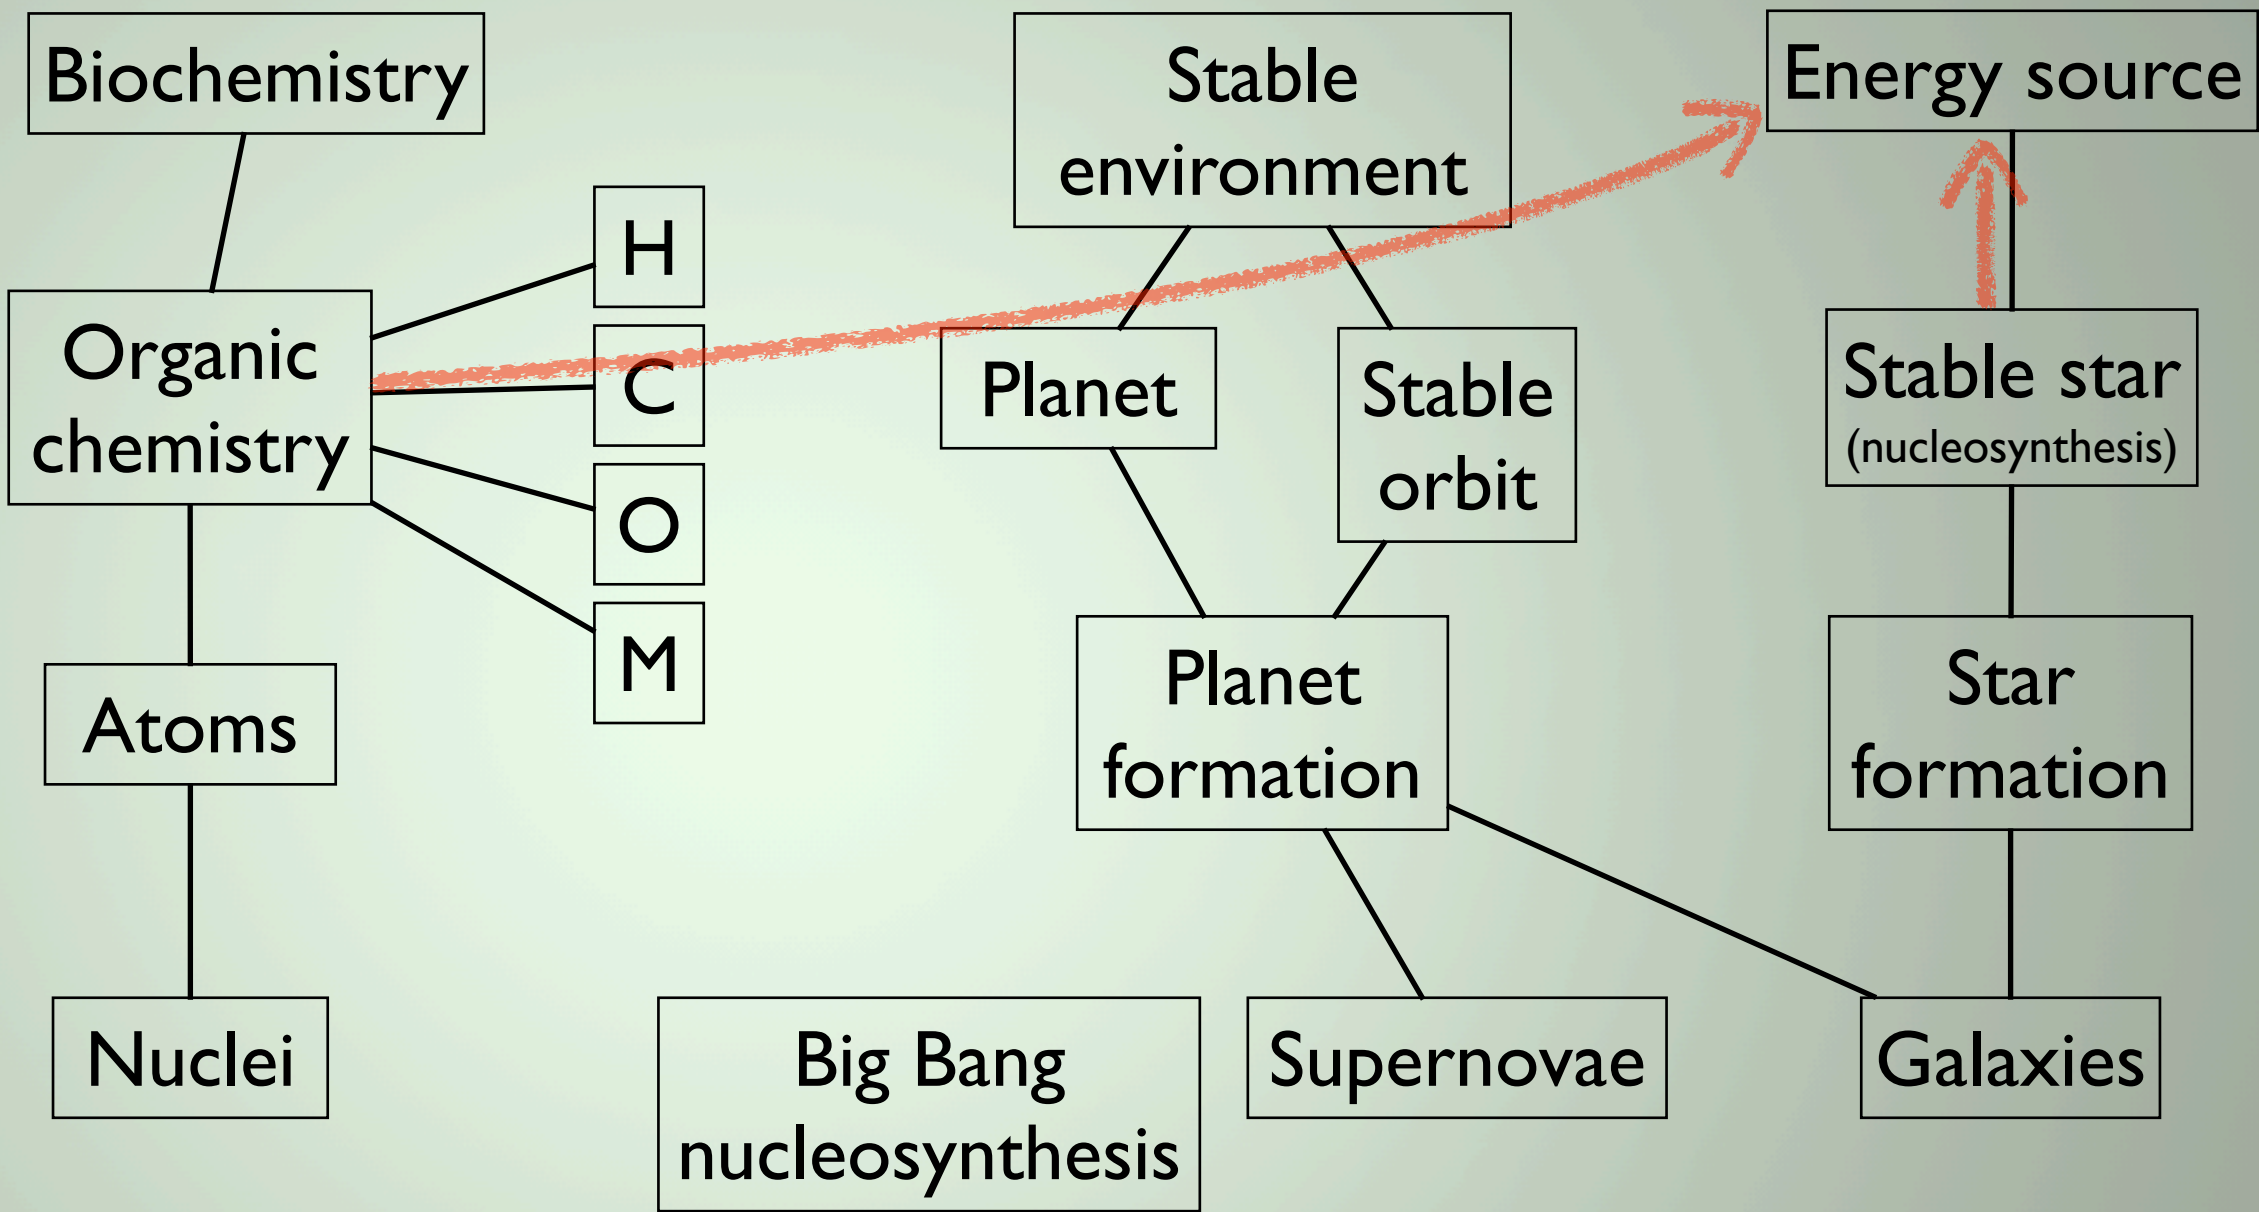 Biochemistry
Stable
environment
Energy source
H
Organic
chemistry
C
O
M
Planet
Stable
orbit
Stable star
(nucleosynthesis)
Atoms
Planet
formation
Star
formation
Nuclei
Big Bang
nucleosynthesis
Supernovae
Galaxies